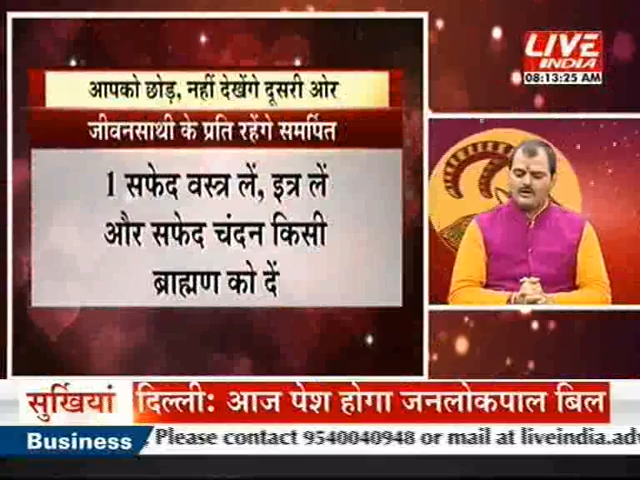 LIVE
INDIA
08:13:25 AM
आपको छोड़, नहीं देखेंगे दूसरी ओर
जीवनसाथी के प्रति रहेंगे समर्पित
1 सफेद वस्त्र लें, इत्र लें
और सफेद चंदन किसी
ब्राह्मण को दें
सुर्खियां दिल्ली: आज पेश होगा जनलोकपाल बिल
Business Please contact 9540040948 or mail at liveindia.adv